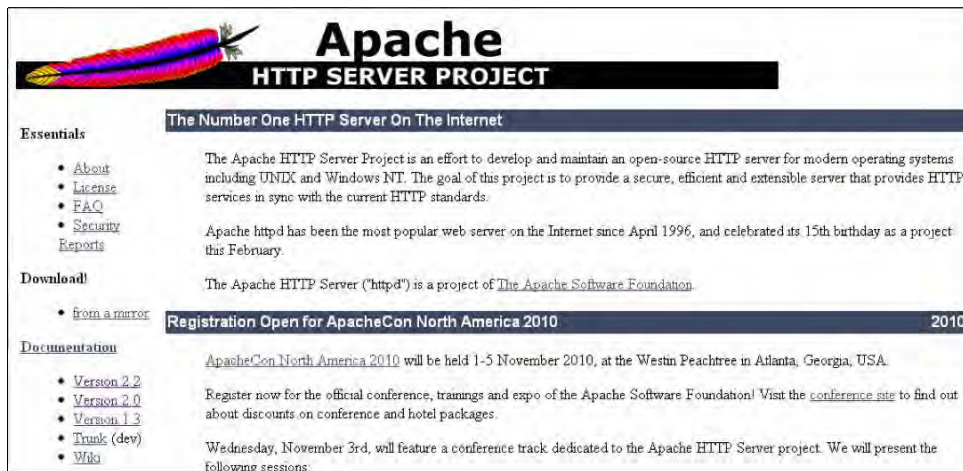 Apache
HTTP SERVER PROJECT
Essentials
About
License
FAQ
Security
Reports
Download!
from a mirror
Documentation
Version 2.2
Version 2.0
Version 1.3
Trunk (dev)
Wiki
The Number One HTTP Server On The Internet
The Apache HTTP Server Project is an effort to develop and maintain an open-source HTTP server for modern operating systems
including UNIX and Windows NT. The goal of this project is to provide a secure, efficient and extensible server that provides HTTP
services in sync with the current HTTP standards.
Apache httpd has been the most popular web server on the Internet since April 1996, and celebrated its 15th birthday as a project
this February.
The Apache HTTP Server ("httpd") is a project of The Apache Software Foundation.
Registration Open for ApacheCon North America 2010 2010
ApacheCon North America 2010 will be held 1-5 November 2010, at the Westin Peachtree in Atlanta, Georgia, USA.
Register now for the official conference, trainings and expo of the Apache Software Foundation! Visit the conference site to find out
about discounts on conference and hotel packages.
Wednesday, November 3rd, will feature a conference track dedicated to the Apache HTTP Server project. We will present the
following sessions: